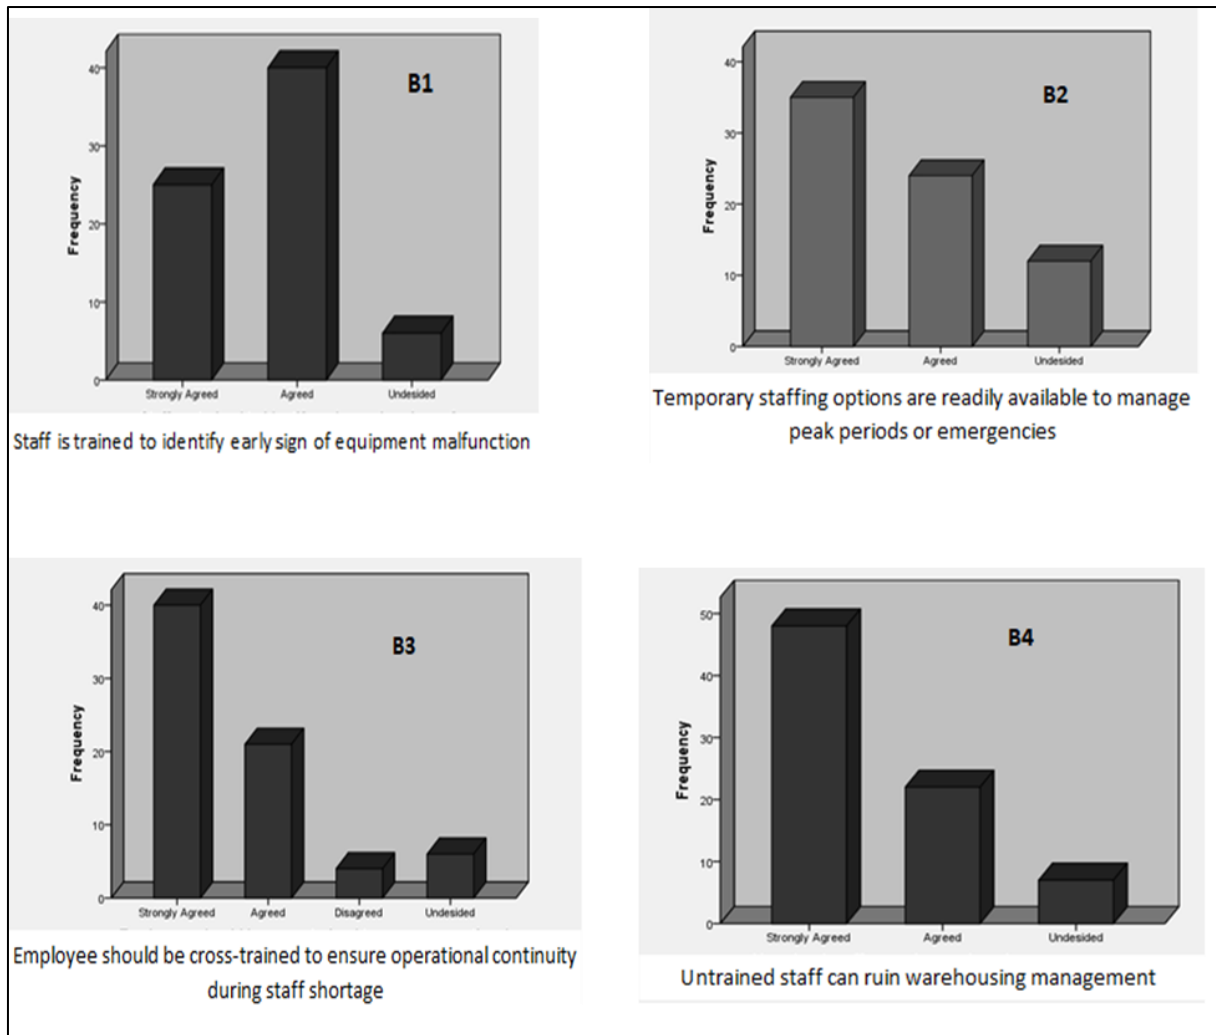 B1
40
30
20
10
0
Frequency
Strongly Agreed Agreed Undesided
Staff is trained to identify early sign of equipment malfunction
B2
40
30
20
10
0
Frequency
Strongly Agreed Agreed Undesided
Temporary staffing options are readily available to manage
peak periods or emergencies
B3
40
30
20
10
0
Frequency
Strongly Agreed Agreed Disagreed Undesided
Employee should be cross-trained to ensure operational continuity
during staff shortage
B4
50
40
30
20
10
0
Frequency
Strongly Agreed Agreed Undesided
Untrained staff can ruin warehousing management